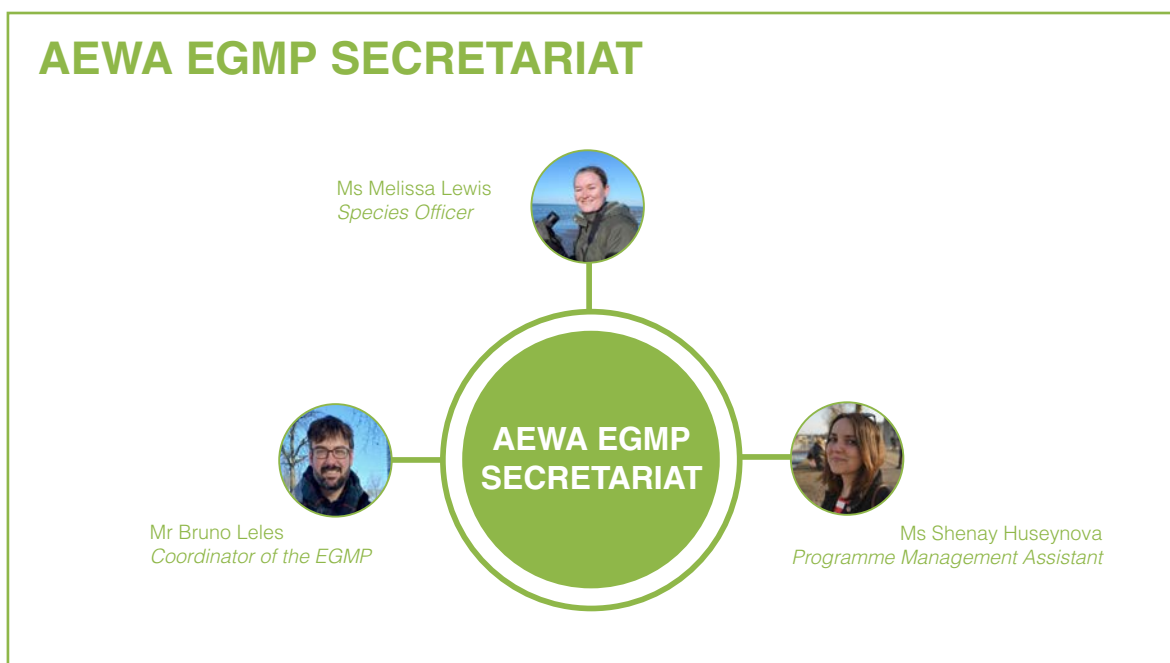 AEWA EGMP SECRETARIAT
Ms Melissa Lewis
Species Officer
AEWA EGMP
SECRETARIAT
Mr Bruno Leles
Coordinator of the EGMP
Ms Shenay Huseynova
Programme Management Assistant